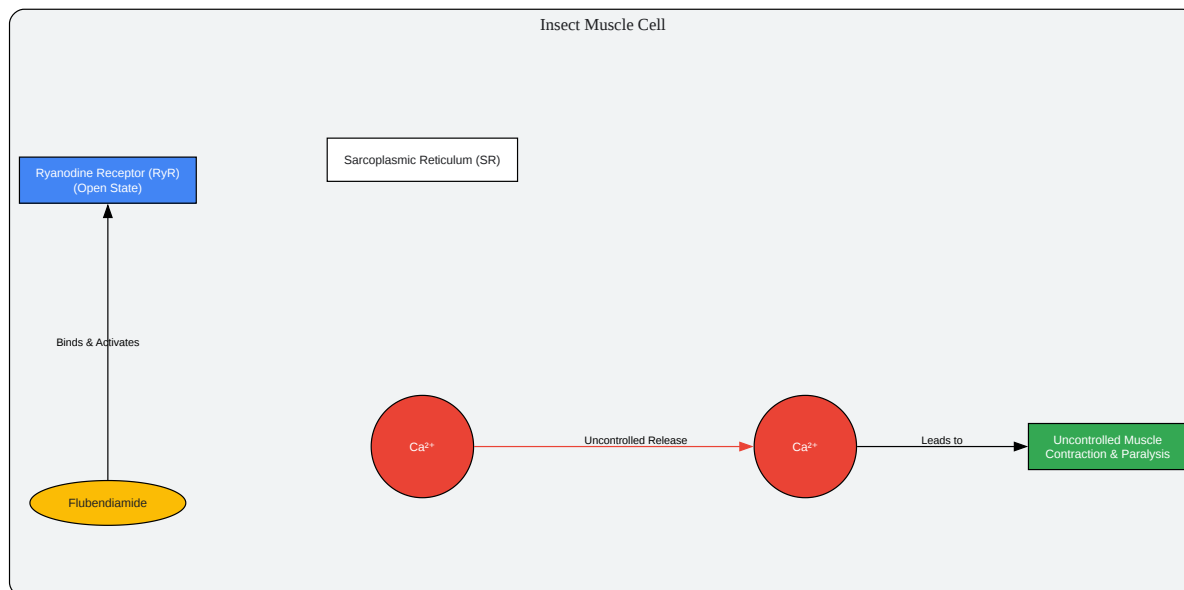 Insect Muscle Cell
Sarcoplasmic Reticulum (SR)
Ryanodine Receptor (RyR)
(Open State)
Binds & Activates
Flubendiamide
Ca²⁺
Uncontrolled Release
Ca²⁺
Leads to
Uncontrolled Muscle
Contraction & Paralysis